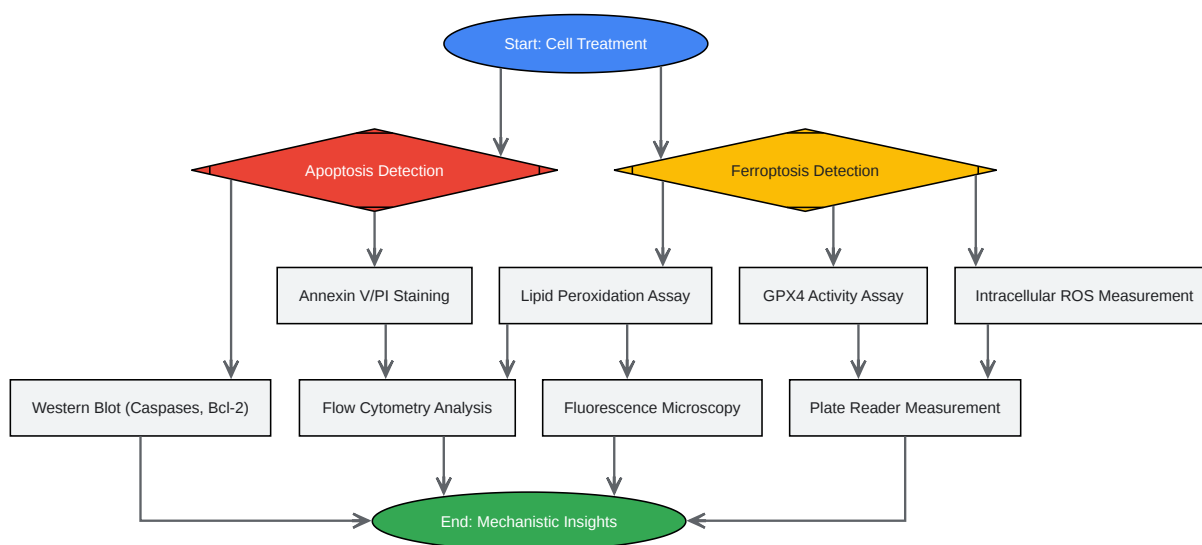 Start: Cell Treatment
Apoptosis Detection
Ferroptosis Detection
Annexin V/PI Staining
Lipid Peroxidation Assay
GPX4 Activity Assay
Intracellular ROS Measurement
Western Blot (Caspases, Bcl-2)
Flow Cytometry Analysis
Fluorescence Microscopy
Plate Reader Measurement
End: Mechanistic Insights